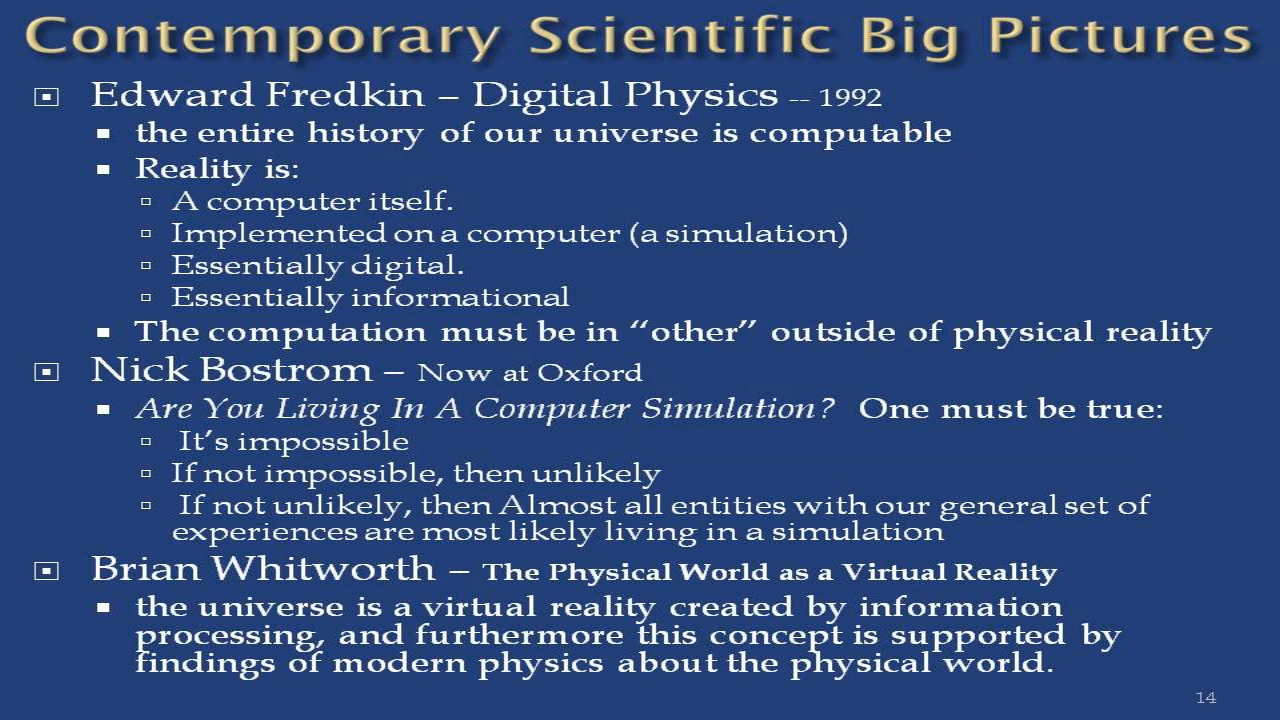 Contemporary Scientific Big Pictures
Edward Fredkin – Digital Physics -- 1992
the entire history of our universe is computable
Reality is:
A computer itself.
Implemented on a computer (a simulation)
Essentially digital.
Essentially informational
The computation must be in “other” outside of physical reality
Nick Bostrom – Now at Oxford
Are You Living In A Computer Simulation? One must be true:
It’s impossible
If not impossible, then unlikely
If not unlikely, then Almost all entities with our general set of
experiences are most likely living in a simulation
Brian Whitworth – The Physical World as a Virtual Reality
the universe is a virtual reality created by information
processing, and furthermore this concept is supported by
findings of modern physics about the physical world.
14